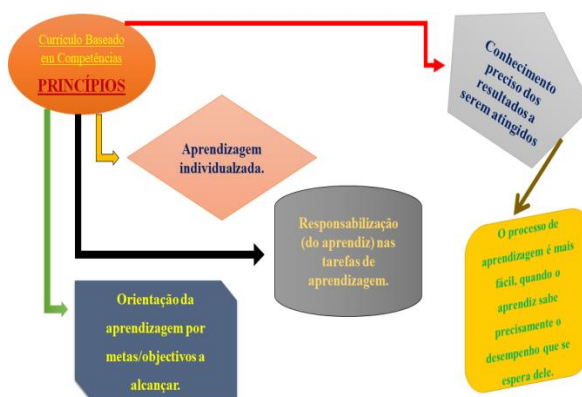 Currículo Baseado
em Competências
PRINCÍPIOS
Conhecimento
preciso dos
resultados a
serem atingidos
Aprendizagem
individualzada.
Responsabilização
(do aprendiz) nas
tarefas de
aprendizagem.
O processo de
aprendizagem é mais
fácil, quando o
aprendiz sabe
precisamente o
desempenho que se
espera dele.
Orientação da
aprendizagem por
metas/objectivos a
alcançar.